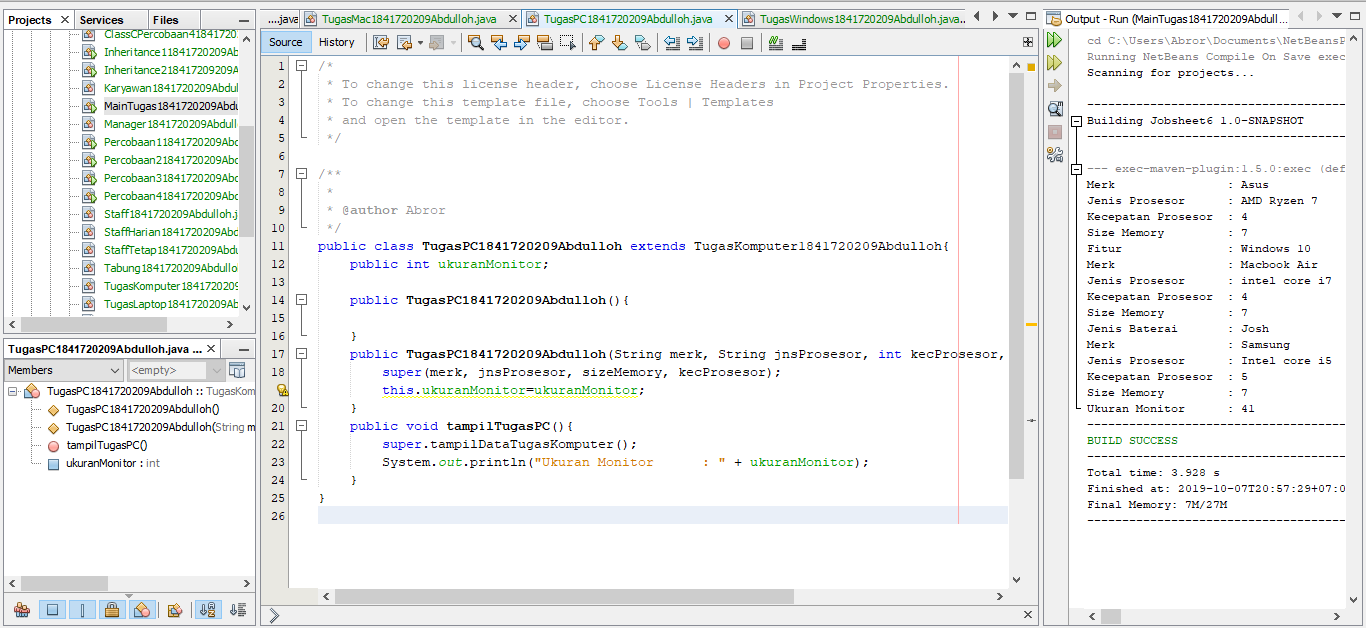 Projects Services Files
ClassCPercobaan41841720
Inheritance11841720209Ab
Inheritance21841720209209A
Karyawan1841720209Abdul
MainTugas1841720209Abdu
Manager1841720209Abdull
Percobaan11841720209Abd
Percobaan21841720209Abd
Percobaan31841720209Abd
Percobaan41841720209Abd
Staff1841720209Abdulloh.j
StaffHarian1841720209Abd
StaffTetap1841720209Abdu
Tabung1841720209Abdullo
TugasKomputer1841720209
TugasLaptop1841720209Ab
TugasPC1841720209Abdulloh.java ...
Members <empty>
TugasPC1841720209Abdulloh :: TugasKom
TugasPC1841720209Abdulloh()
TugasPC1841720209Abdulloh(String m
tampilTugasPC()
ukuranMonitor : int
....java TugasMac1841720209Abdulloh.java TugasPC1841720209Abdulloh.java TugasWindows1841720209Abdulloh.java..
Source History
1 /*
2 * To change this license header, choose License Headers in Project Properties.
3 * To change this template file, choose Tools | Templates
4 * and open the template in the editor.
5 */
6
7 /**
8 *
9 * @author Abror
10 */
11 public class TugasPC1841720209Abdulloh extends TugasKomputer1841720209Abdulloh{
12 public int ukuranMonitor;
13
14 public TugasPC1841720209Abdulloh(){
15
16 }
17 public TugasPC1841720209Abdulloh(String merk, String jnsProsesor, int kecProsesor,
18 super(merk, jnsProsesor, sizeMemory, kecProsesor);
this.ukuranMonitor=ukuranMonitor;
20 }
21 public void tampilTugasPC(){
22 super.tampilDataTugasKomputer();
23 System.out.println("Ukuran Monitor      : " + ukuranMonitor);
24 }
25 }
26
Output - Run (MainTugas1841720209Abdull...
cd C:\Users\Abror\Documents\NetBeansP
Running NetBeans Compile On Save exec
Scanning for projects...
------------------------------------
Building Jobsheet6 1.0-SNAPSHOT
------------------------------------
--- exec-maven-plugin:1.5.0:exec (def
Merk : Asus
Jenis Prosesor : AMD Ryzen 7
Kecepatan Prosesor : 4
Size Memory : 7
Fitur : Windows 10
Merk : Macbook Air
Jenis Prosesor : intel core i7
Kecepatan Prosesor : 4
Size Memory : 7
Jenis Baterai : Josh
Merk : Samsung
Jenis Prosesor : Intel core i5
Kecepatan Prosesor : 5
Size Memory : 7
Ukuran Monitor : 41
------------------------------------
BUILD SUCCESS
------------------------------------
Total time: 3.928 s
Finished at: 2019-10-07T20:57:29+07:0
Final Memory: 7M/27M
------------------------------------